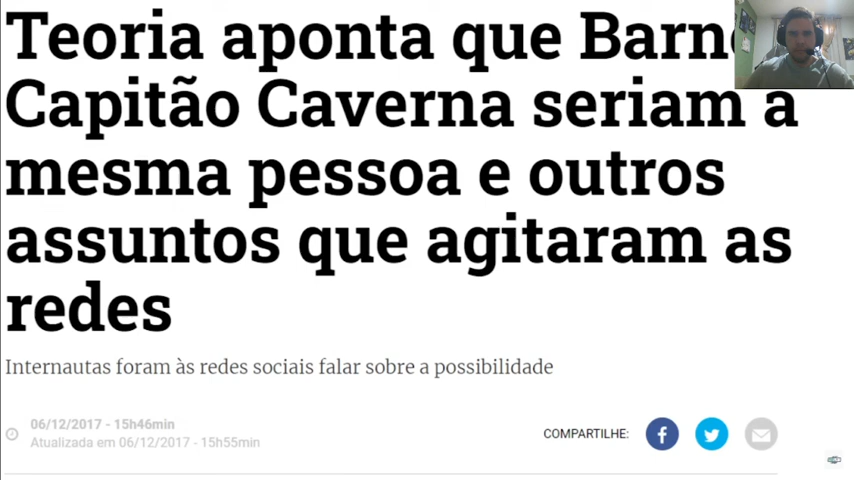 Teoria aponta que
Capitão Caverna seriam a
mesma pessoa e outros
assuntos que agitaram as
redes
Internautas foram às redes sociais falar sobre a possibilidade
06/12/2017 - 15h46min
Atualizada em 06/12/2017 - 15h55min
COMPARTILHE: